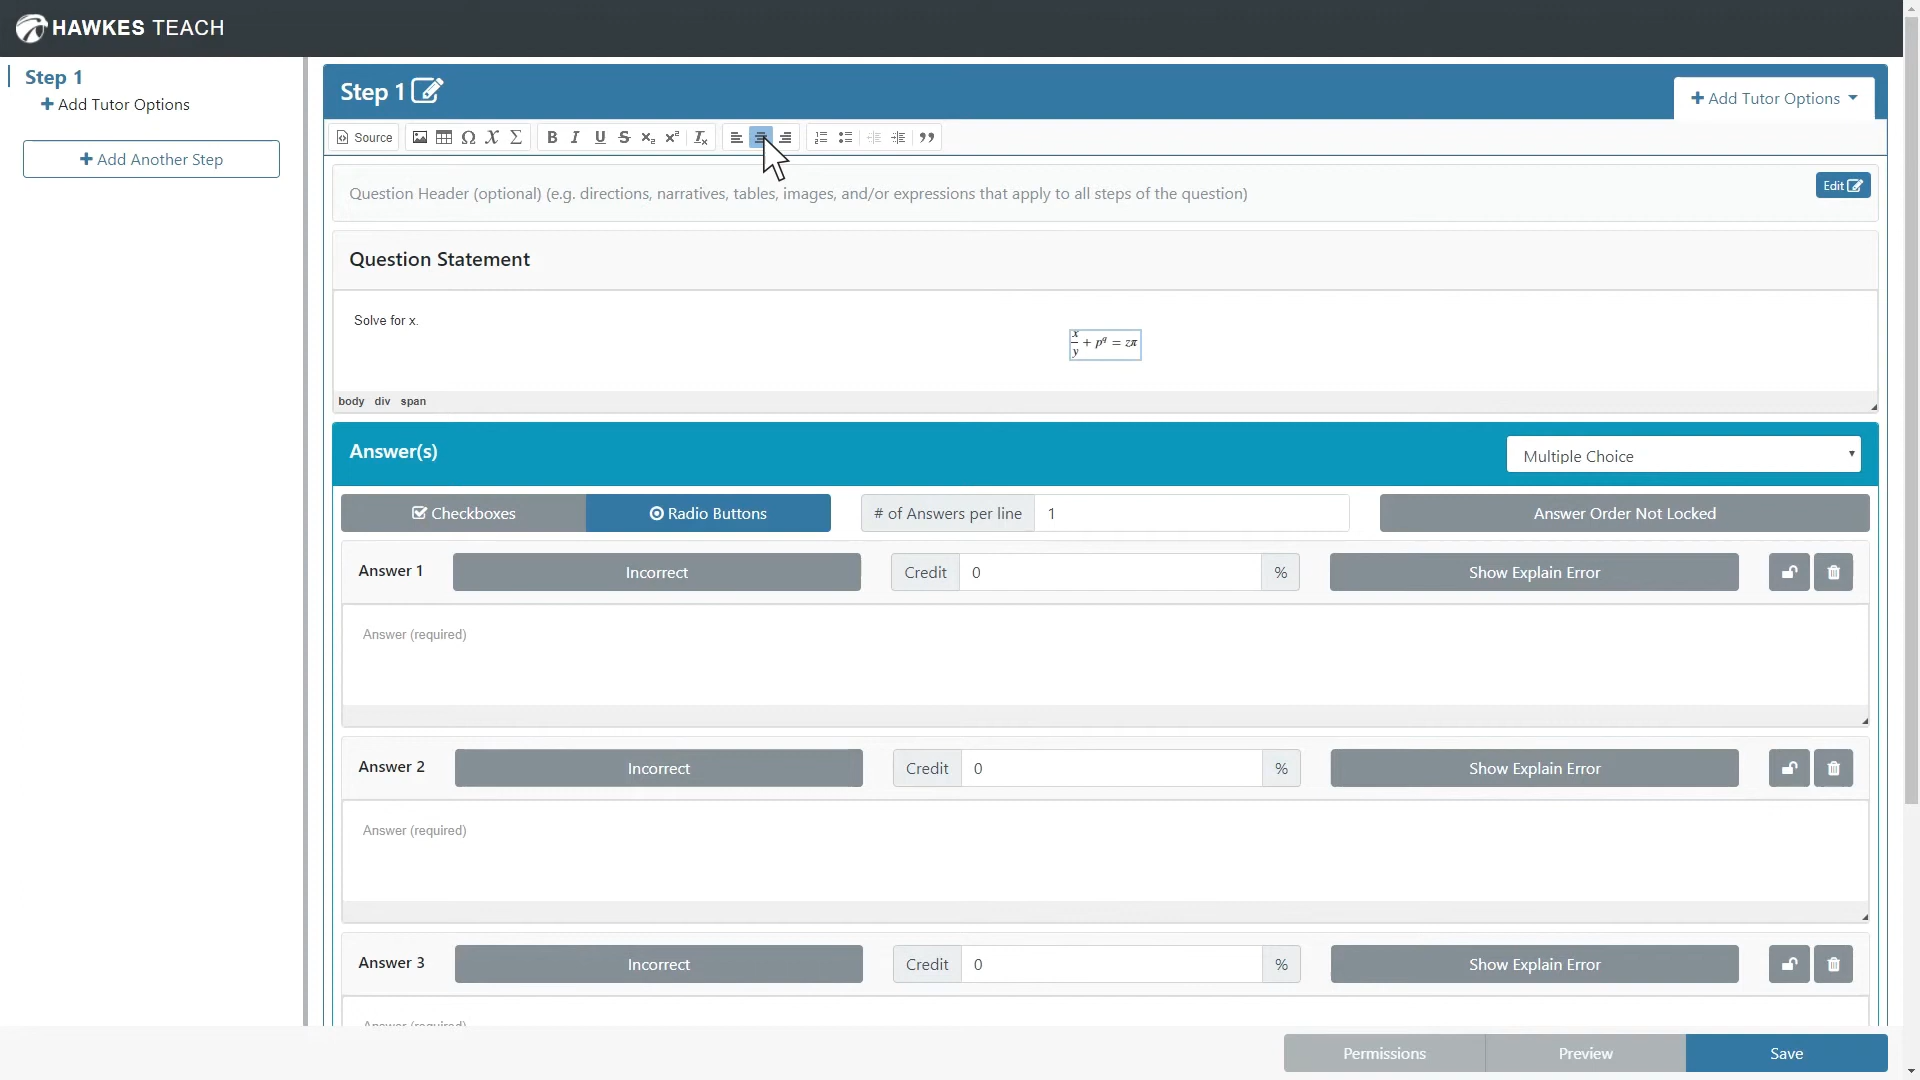 HAWKES TEACH
Step 1
Add Tutor Options
Add Another Step
Step 1
Add Tutor Options
Source
Question Header (optional) (e.g. directions, narratives, tables, images, and/or expressions that apply to all steps of the question)
Edit
Question Statement
Solve for x.
x/y + p^q = zπ
body div span
Answer(s)
Multiple Choice
Checkboxes
Radio Buttons
# of Answers per line 1
Answer Order Not Locked
Answer 1 Incorrect Credit 0 % Show Explain Error
Answer (required)
Answer 2 Incorrect Credit 0 % Show Explain Error
Answer (required)
Answer 3 Incorrect Credit 0 % Show Explain Error
Answer (required)
Permissions
Preview
Save